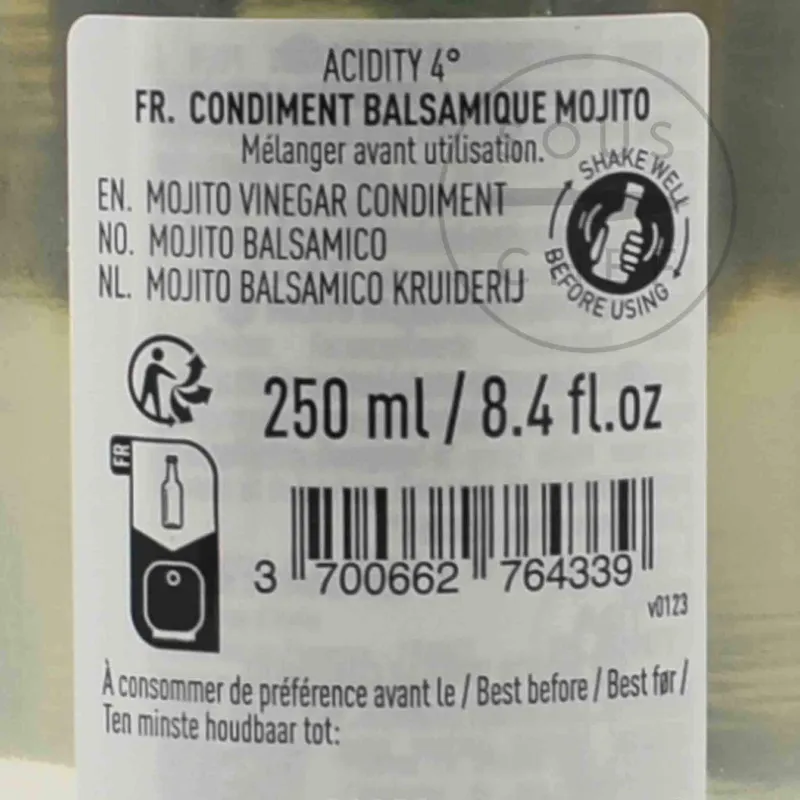 ACIDITY 4°
FR. CONDIMENT BALSAMIQUE MOJITO
Mélanger avant utilisation.
EN. MOJITO VINEGAR CONDIMENT
NO. MOJITO BALSAMICO
NL. MOJITO BALSAMICO KRUIDERIJ
SHAKE WELL
BEFORE USING
250 ml / 8.4 fl.oz
FR
3 700662 764339
v0123
À consommer de préférence avant le / Best before / Best før /
Ten minste houdbaar tot: